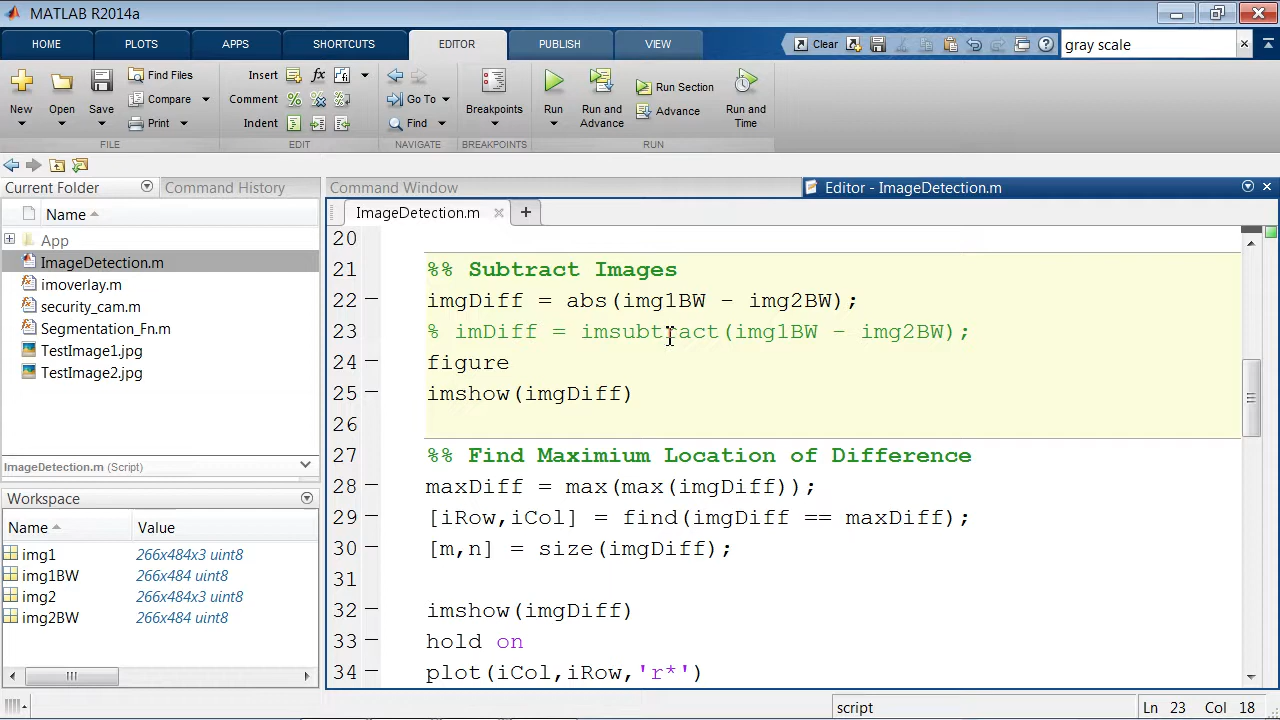 MATLAB R2014a
HOME PLOTS APPS SHORTCUTS EDITOR PUBLISH VIEW Clear gray scale
New Open Save Find Files Compare Print
FILE
Insert fx Comment Indent
EDIT
Go To Find
NAVIGATE
Breakpoints
BREAKPOINTS
Run Run and Advance Run Section Advance Run and Time
RUN
Current Folder Command History
Name
App
ImageDetection.m
imoverlay.m
security_cam.m
Segmentation_Fn.m
TestImage1.jpg
TestImage2.jpg
ImageDetection.m (Script)
Workspace
Name Value
img1 266x484x3 uint8
img1BW 266x484 uint8
img2 266x484x3 uint8
img2BW 266x484 uint8
Command Window Editor - ImageDetection.m
ImageDetection.m
20
21 %% Subtract Images
22 imgDiff = abs(img1BW - img2BW);
23 % imDiff = imsubtract(img1BW - img2BW);
24 figure
25 imshow(imgDiff)
26
27 %% Find Maximium Location of Difference
28 maxDiff = max(max(imgDiff));
29 [iRow,iCol] = find(imgDiff == maxDiff);
30 [m,n] = size(imgDiff);
31
32 imshow(imgDiff)
33 hold on
34 plot(iCol,iRow,'r*')
script Ln 23 Col 18